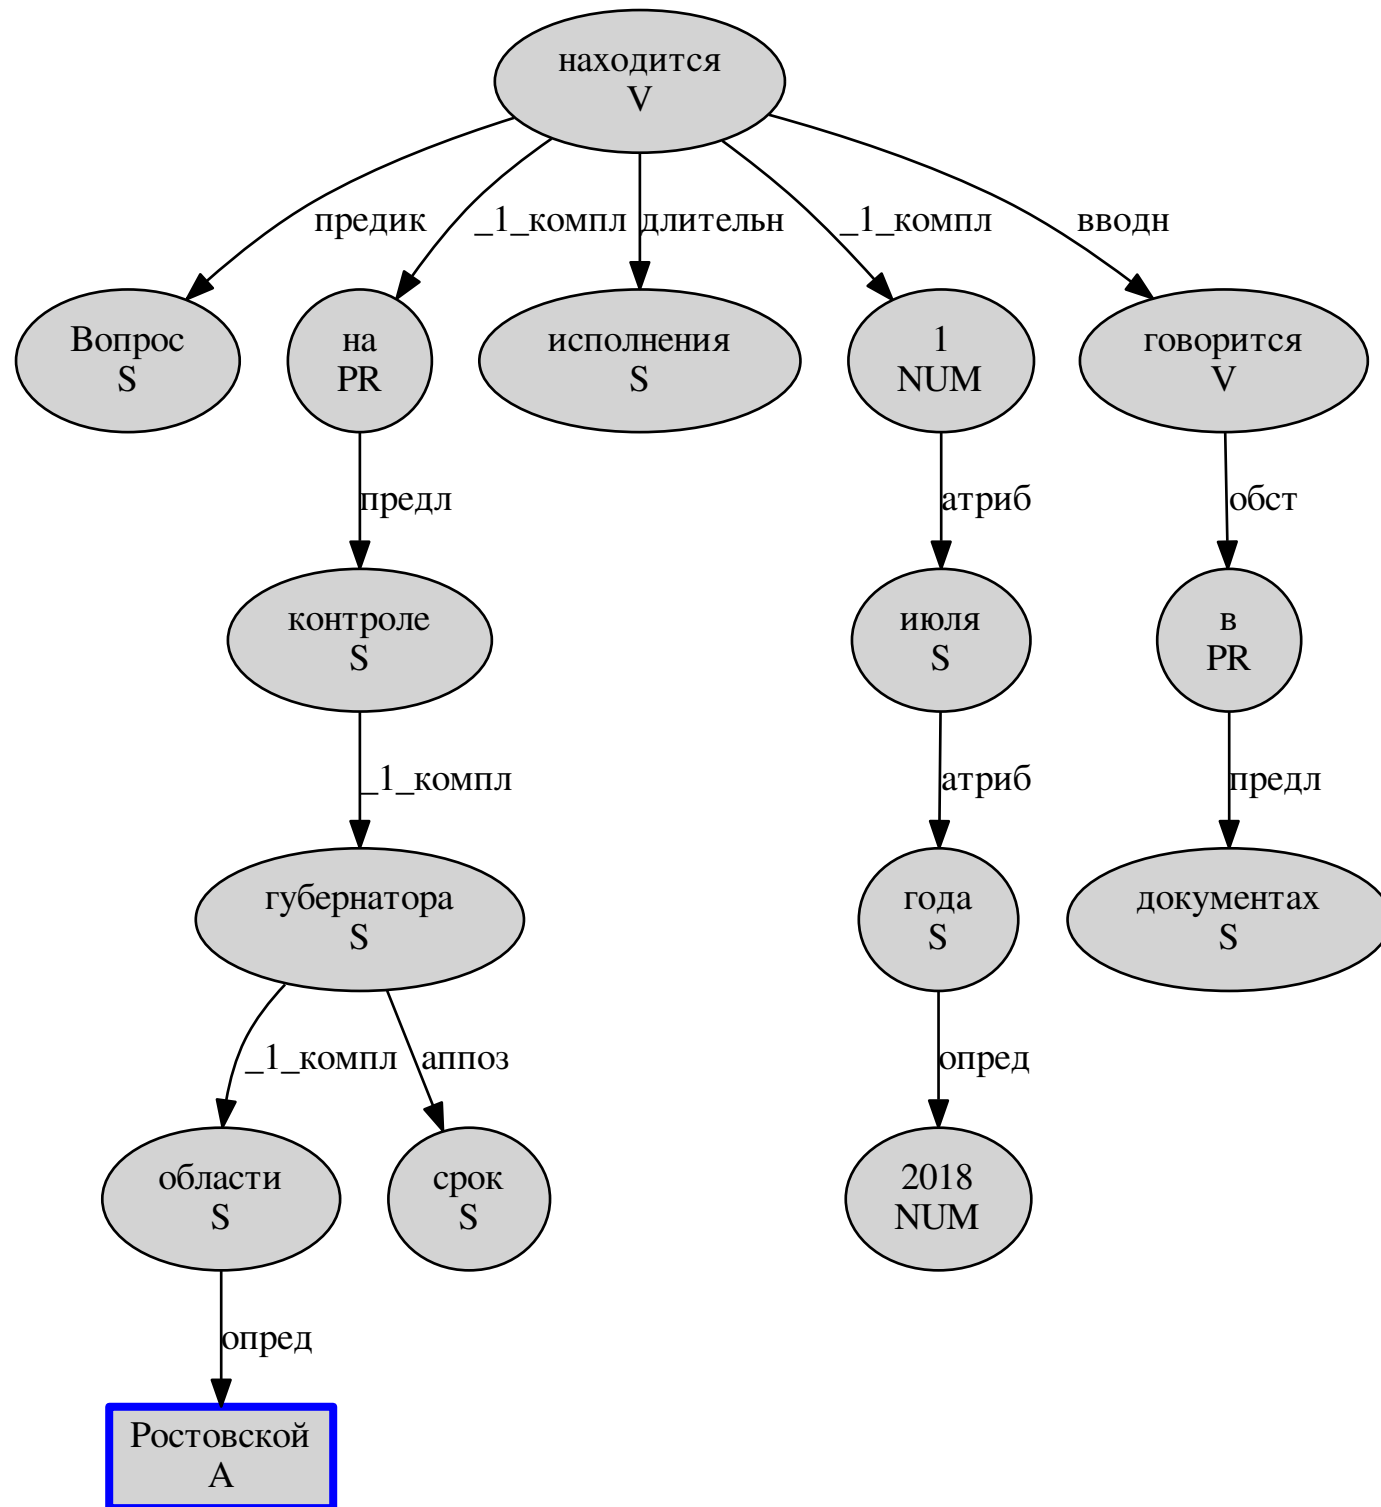 находится
V
предик
_1_компл
длительн
_1_компл
вводн
Вопрос
S
на
PR
исполнения
S
1
NUM
говорится
V
предл
атриб
обст
контроле
S
июля
S
в
PR
_1_компл
атриб
предл
губернатора
S
года
S
документах
S
_1_компл
аппоз
опред
области
S
срок
S
2018
NUM
опред
Ростовской
A